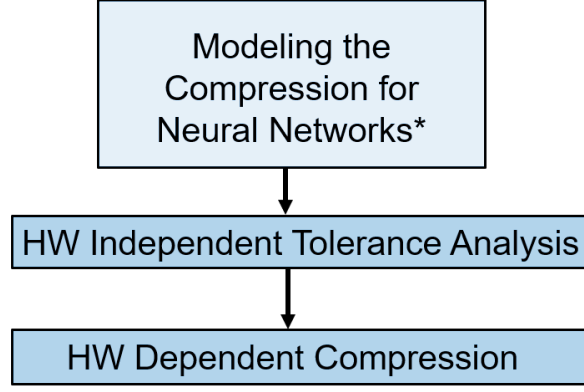 Modeling the
Compression for
Neural Networks*
HW Independent Tolerance Analysis
HW Dependent Compression